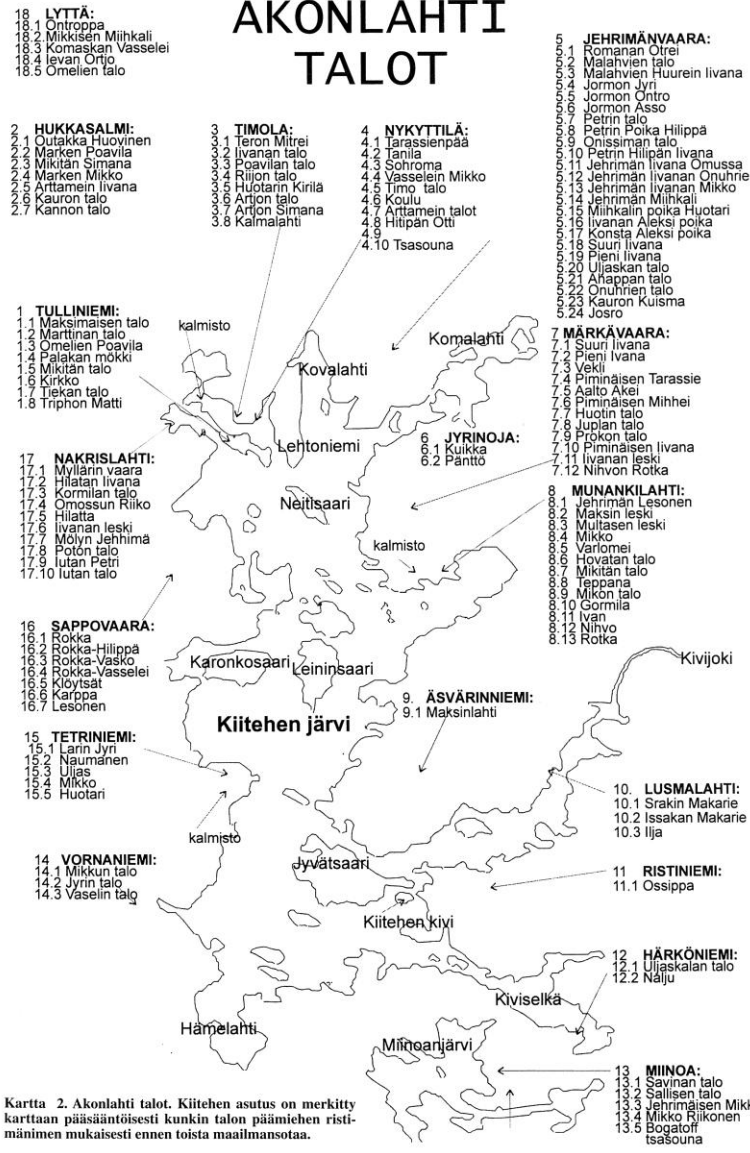 AKONLAHTI
TALOT
18 LYTTÄ:
18.1 Ontroppa
18.2.Mikkisen Miihkali
18.3 Komaskan Vasselei
18.4 Ievan Ortjo
18.5 Omelien talo
2 HUKKASALMI:
2.1 Outakka Huovinen
2.2 Marken Poavila
2.3 Mikitän Simana
2.4 Marken Mikko
2.5 Arttamein Iivana
2.6 Kauron talo
2.7 Kannon talo
3 TIMOLA:
3.1 Teron Mitrei
3.2 Iivanan talo
3.3 Poavilan talo
3.4 Riijon talo
3.5 Huotarin Kirilä
3.6 Artjon talo
3.7 Artjon Simana
3.8 Kalmalahti
4 NYKYTTILÄ:
4.1 Tarassienpää
4.2 Tanila
4.3 Sohroma
4.4 Vasselein Mikko
4.5 Timo talo
4.6 Koulu
4.7 Arttamein talot
4.8 Hitipän Otti
4.9
4.10 Tsasouna
5 JEHRIMÄNVAARA:
5.1 Romanan Otrei
5.2 Malahvien talo
5.3 Malahvien Huurein Iivana
5.4 Jormon Jyri
5.5 Jormon Ontro
5.6 Jormon Asso
5.7 Petrin talo
5.8 Petrin Poika Hilippä
5.9 Onissiman talo
5.10 Petrin Hilipän Iivana
5.11 Jehrimän Iivana Omussa
5.12 Jehrimän Iivanan Onuhrie
5.13 Jehrimän Iivanan Mikko
5.14 Jehrimän Miihkali
5.15 Miihkalin poika Huotari
5.16 Iivanan Aleksi poika
5.17 Konsta Aleksi poika
5.18 Suuri Iivana
5.19 Pieni Iivana
5.20 Uljaskan talo
5.21 Ahappan talo
5.22 Onuhrien talo
5.23 Kauron Kuisma
5.24 Josro
1 TULLINIEMI:
1.1 Maksimaisen talo
1.2 Marttinan talo
1.3 Omelien Poavila
1.4 Palakan mökki
1.5 Mikitän talo
1.6 Kirkko
1.7 Tiekan talo
1.8 Triphon Matti
kalmisto
Kovalahti
Komalahti
Lehtoniemi
Neitisaari
6 JYRINOJA:
6.1 Kuikka
6.2 Pänttö
7 MÄRKÄVAARA:
7.1 Suuri Iivana
7.2 Pieni Ivana
7.3 Vekli
7.4 Piminäisen Tarassie
7.5 Aalto Akei
7.6 Piminäisen Mihhei
7.7 Huotin talo
7.8 Juplan talo
7.9 Prokon talo
7.10 Piminäisen Iivana
7.11 Iivanan leski
7.12 Nihvon Rotka
17 NAKRISLAHTI:
17.1 Myllärin vaara
17.2 Hilatan Iivana
17.3 Kormilan talo
17.4 Omossun Riiko
17.5 Hilatta
17.6 Iivanan leski
17.7 Mölyn Jehhimä
17.8 Poton talo
17.9 Iutan Petri
17.10 Iutan talo
kalmisto
8 MUNANKILAHTI:
8.1 Jehrimän Lesonen
8.2 Maksin leski
8.3 Multasen leski
8.4 Mikko
8.5 Varlomei
8.6 Hovatan talo
8.7 Mikitän talo
8.8 Teppana
8.9 Mikon talo
8.10 Gormila
8.11 Ivan
8.12 Nihvo
8.13 Rotka
16 SAPPOVAARA:
16.1 Rokka
16.2 Rokka-Hilippä
16.3 Rokka-Vasko
16.4 Rokka-Vasselei
16.5 Klöytsät
16.6 Karppa
16.7 Lesonen
Karonkosaari
Leininsaari
Kivijoki
Kiitehen järvi
9. ÄSVÄRINNIEMI:
9.1 Maksinlahti
15 TETRINIEMI:
15.1 Larin Jyri
15.2 Naumanen
15.3 Uljas
15.4 Mikko
15.5 Huotari
kalmisto
10. LUSMALAHTI:
10.1 Srakin Makarie
10.2 Issakan Makarie
10.3 Ilja
14 VORNANIEMI:
14.1 Mikkun talo
14.2 Jyrin talo
14.3 Vaselin talo
Jyvätsaari
11 RISTINIEMI:
11.1 Ossippa
Kiitehen kivi
12 HÄRKÖNIEMI:
12.1 Uljaskalan talo
12.2 Nälju
Kiviselkä
Hämelahti
Miinoanjärvi
13 MIINOA:
13.1 Savinan talo
13.2 Sallisen talo
13.3 Jehrimäisen Mikk
13.4 Mikko Riikonen
13.5 Bogatoff
tsasouna
Kartta 2. Akonlahti talot. Kiitehen asutus on merkitty
karttaan pääsääntöisesti kunkin talon päämiehen risti-
mänimen mukaisesti ennen toista maailmansotaa.